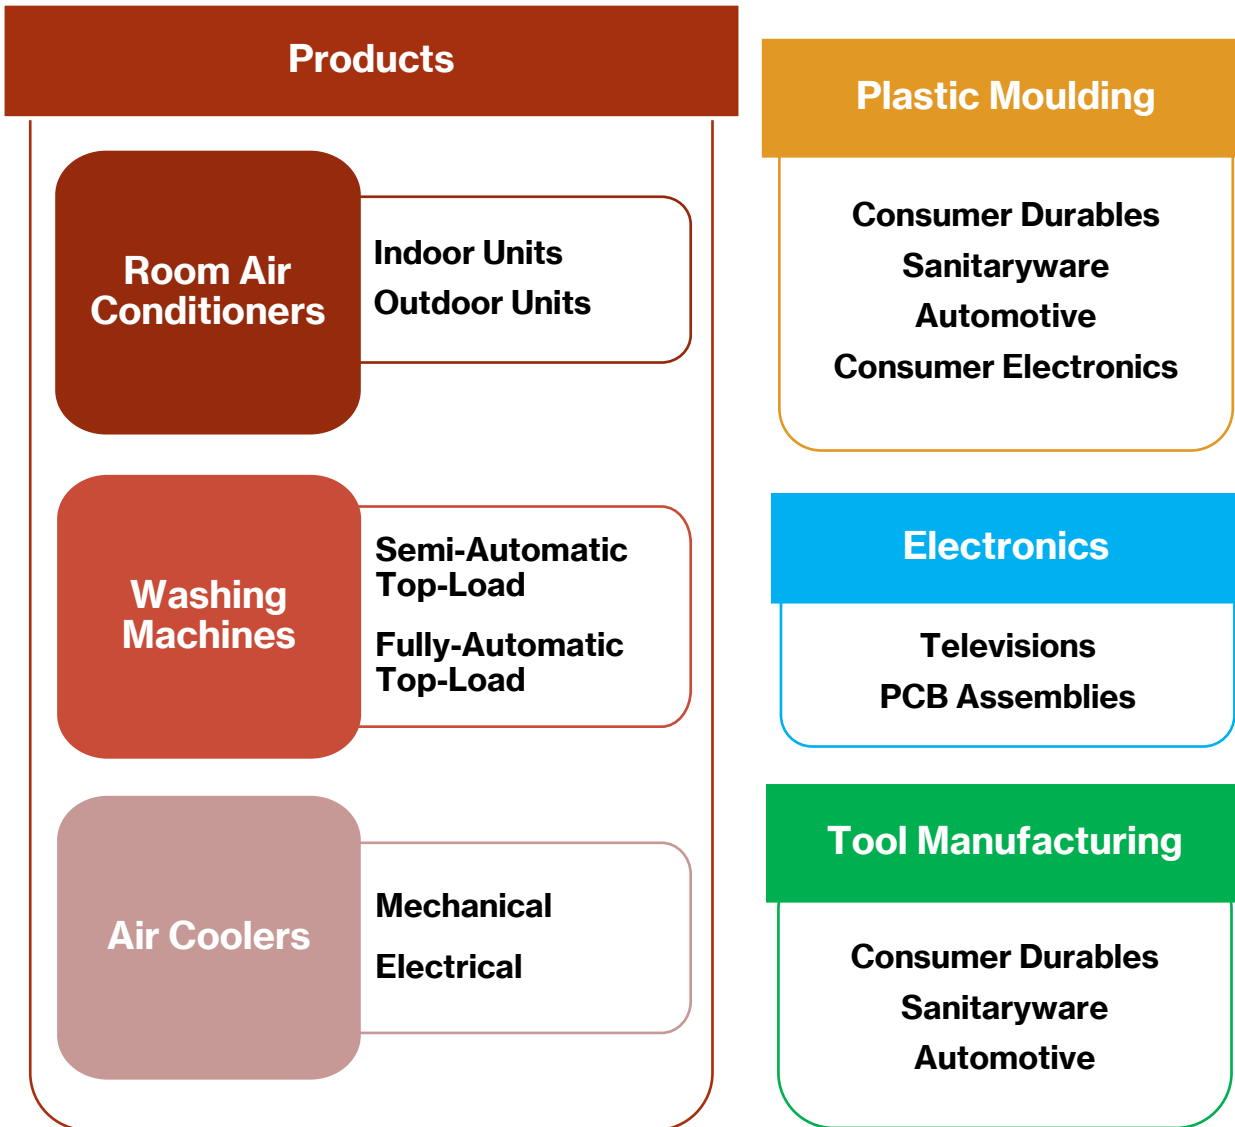 Products
Room Air
Conditioners
Indoor Units
Outdoor Units
Washing
Machines
Semi-Automatic
Top-Load
Fully-Automatic
Top-Load
Air Coolers
Mechanical
Electrical
Plastic Moulding
Consumer Durables
Sanitaryware
Automotive
Consumer Electronics
Electronics
Televisions
PCB Assemblies
Tool Manufacturing
Consumer Durables
Sanitaryware
Automotive